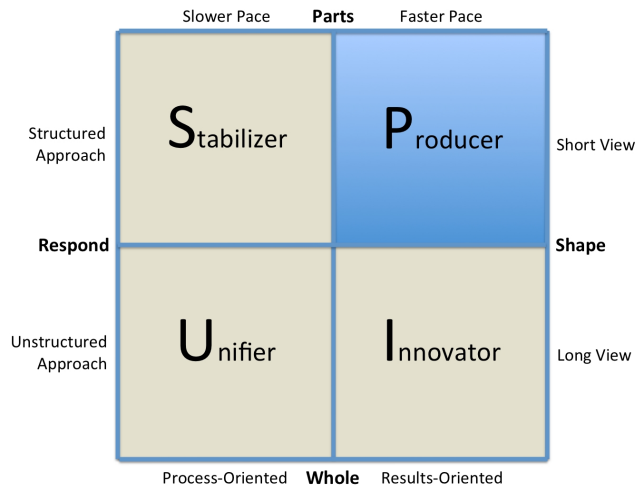 Slower Pace Parts Faster Pace
Stabilizer
Producer
Structured
Approach
Short View
Respond
Shape
Unifier
Innovator
Unstructured
Approach
Long View
Process-Oriented Whole Results-Oriented